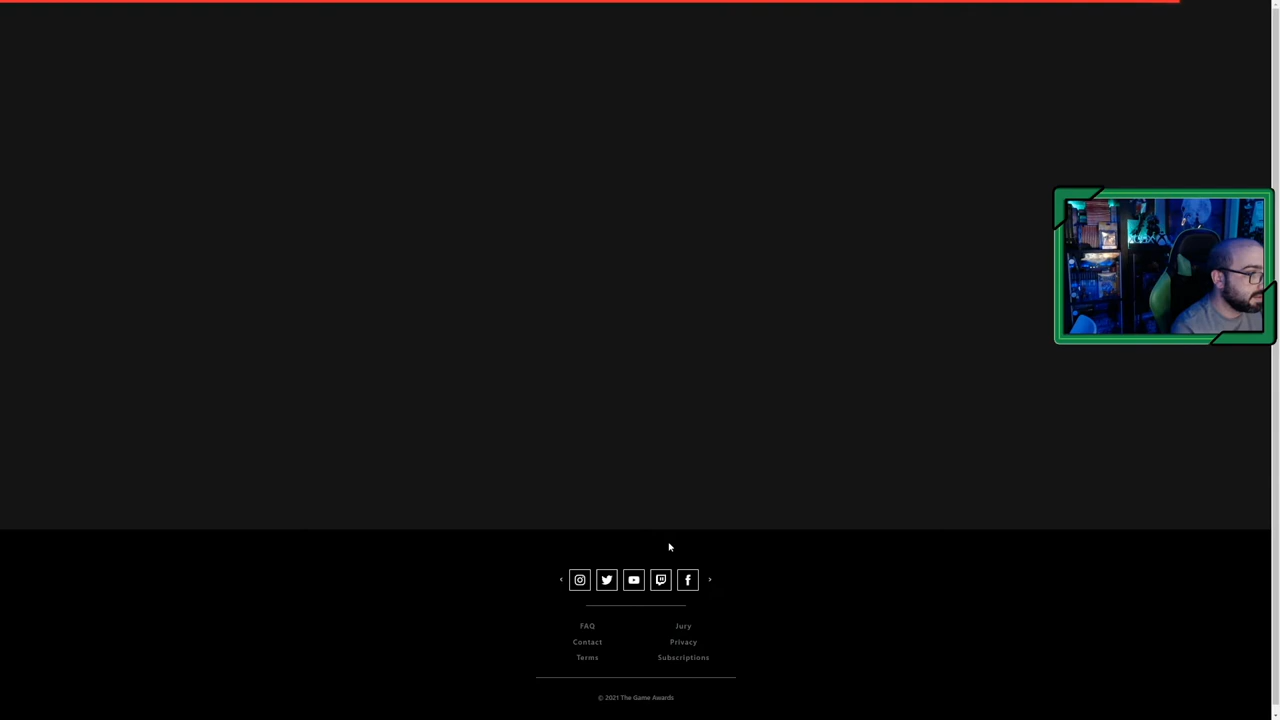 FAQ
Jury
Contact
Privacy
Terms
Subscriptions
© 2021 The Game Awards